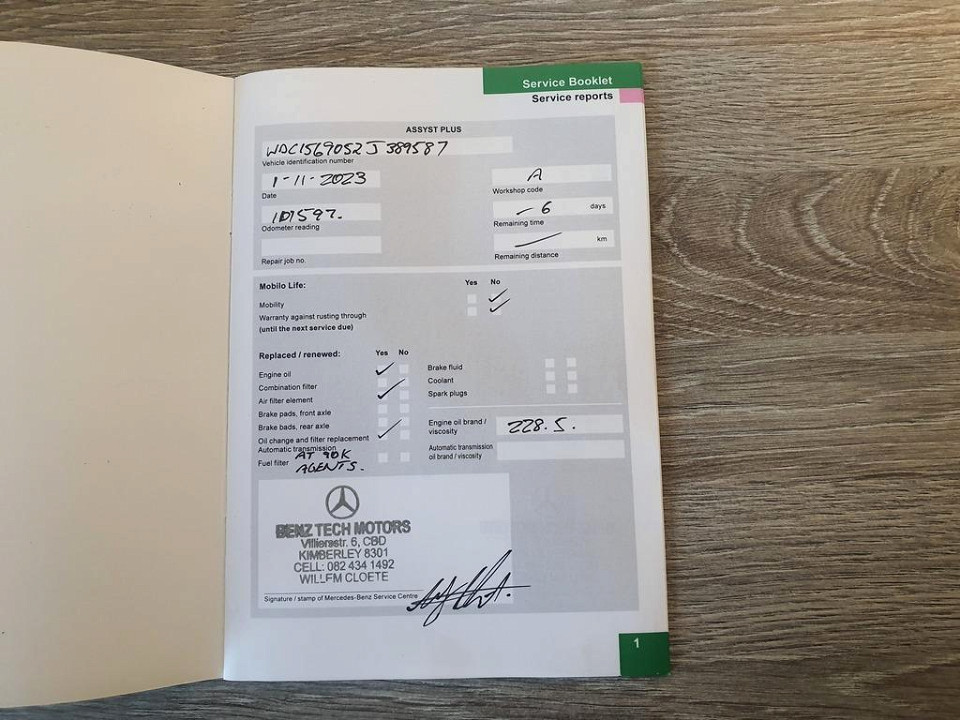 Service Booklet
Service reports
ASSYST PLUS
WDC1569052J389587
Vehicle identification number
1-11-2023
Date
A
Workshop code
101597.
Odometer reading
- 6 days
Remaining time
— km
Remaining distance
Repair job no.
Mobilo Life: Yes No
Mobility
Warranty against rusting through
(until the next service due)
Replaced / renewed: Yes No
Engine oil
Combination filter
Air filter element
Brake pads, front axle
Brake bads, rear axle
Oil change and filter replacement
Automatic transmission
Fuel filter
AT 90K
AGENTS.
Brake fluid
Coolant
Spark plugs
Engine oil brand /
viscosity
228.5.
Automatic transmission
oil brand / viscosity
BENZ TECH MOTORS
Villiersstr. 6, CBD
KIMBERLEY 8301
CELL: 082 434 1492
WILLEM CLOETE
Signature / stamp of Mercedes-Benz Service Centre
1